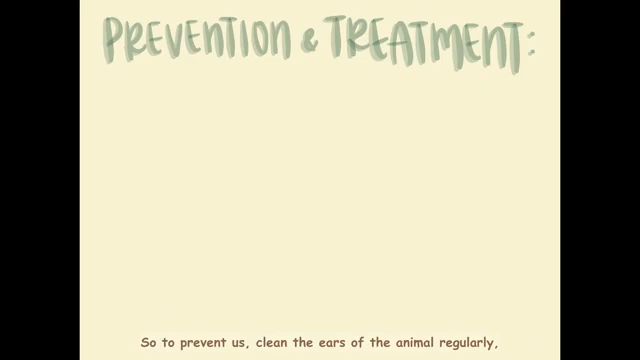 PREVENTION & TREATMENT:
So to prevent us, clean the ears of the animal regularly,